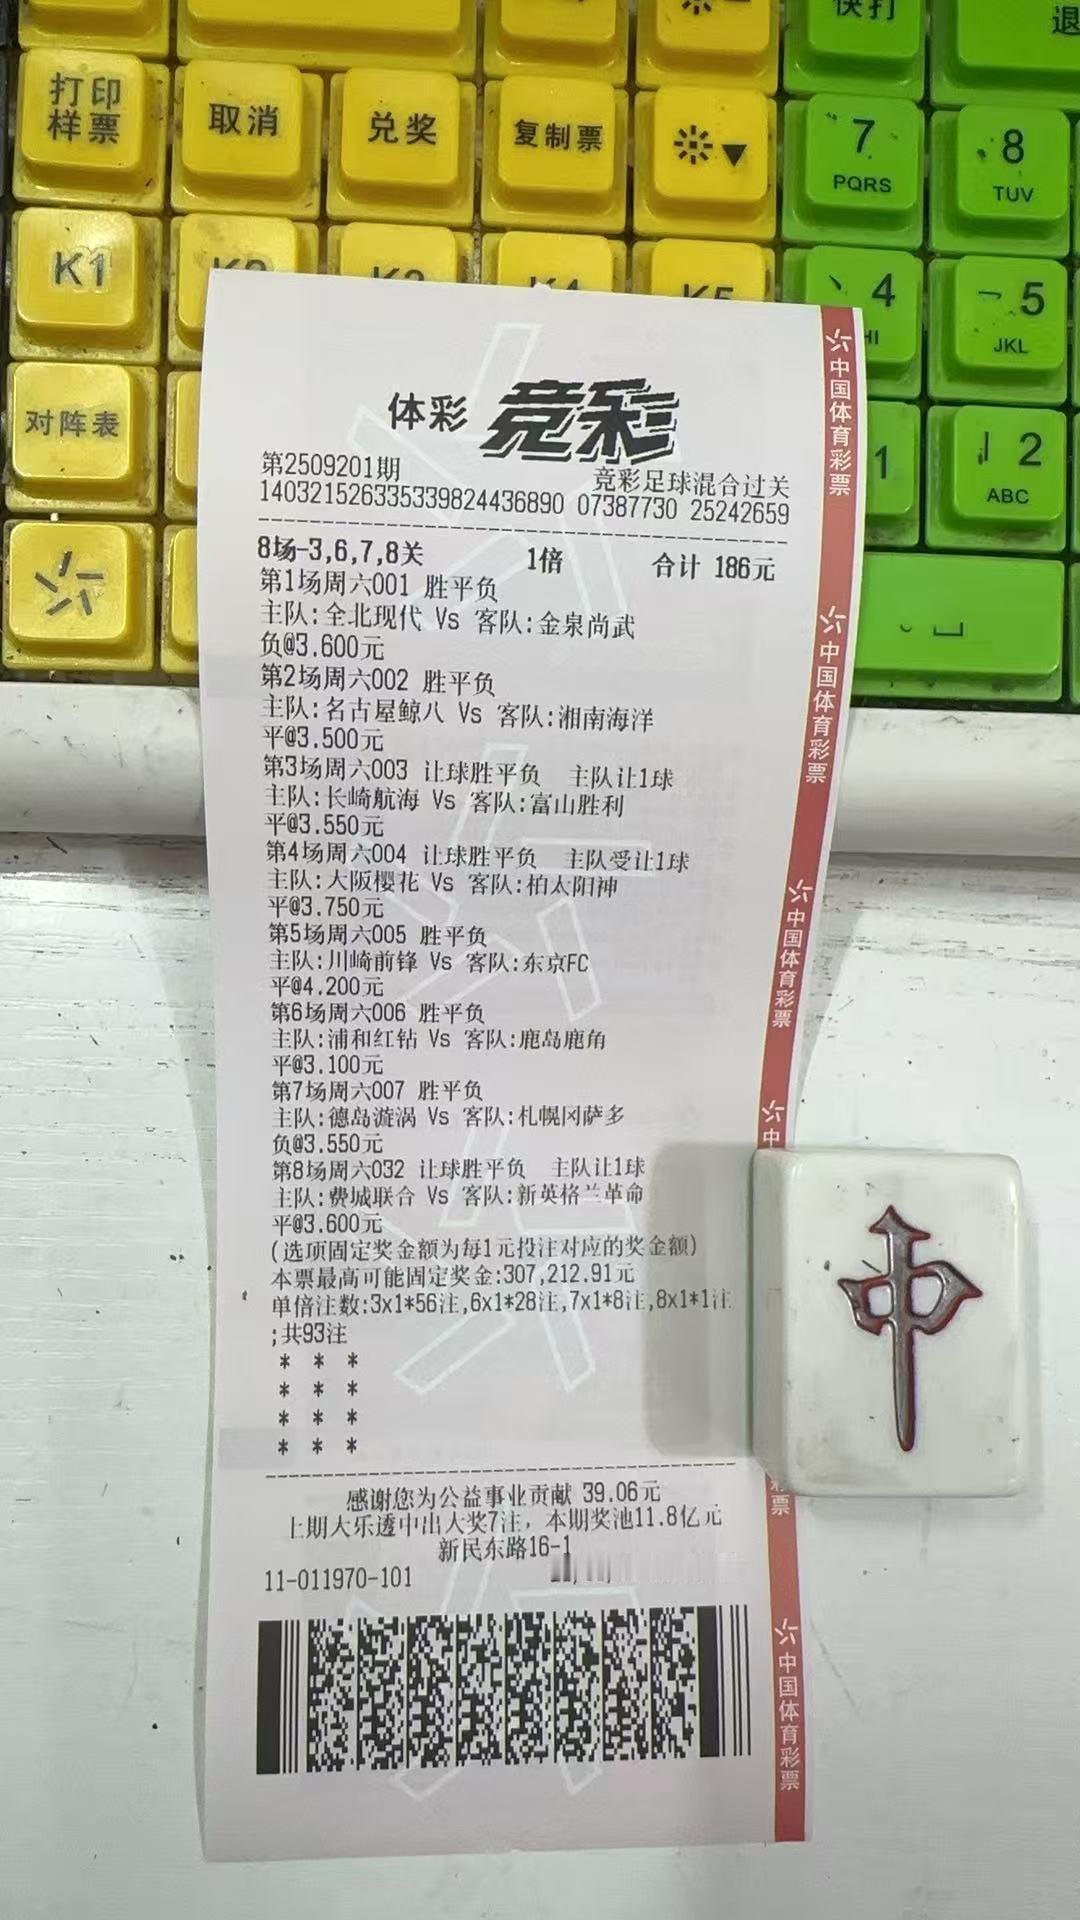 快打
退
打印
样票
取消
兑奖
复制票
7
PQRS
8
TUV
K1
4
5
JKL
对阵表
1
2
ABC
体彩 竞彩
第2509201期
竞彩足球混合过关
140321526335339824436890 07387730 25242659
8场-3,6,7,8关 1倍 合计 186元
第1场周六001 胜平负
主队:全北现代 Vs 客队:金泉尚武
负@3.600元
第2场周六002 胜平负
主队:名古屋鲸八 Vs 客队:湘南海洋
平@3.500元
第3场周六003 让球胜平负 主队让1球
主队:长崎航海 Vs 客队:富山胜利
平@3.550元
第4场周六004 让球胜平负 主队受让1球
主队:大阪樱花 Vs 客队:柏太阳神
平@3.750元
第5场周六005 胜平负
主队:川崎前锋 Vs 客队:东京FC
平@4.200元
第6场周六006 胜平负
主队:浦和红钻 Vs 客队:鹿岛鹿角
平@3.100元
第7场周六007 胜平负
主队:德岛漩涡 Vs 客队:札幌冈萨多
负@3.550元
第8场周六032 让球胜平负 主队让1球
主队:费城联合 Vs 客队:新英格兰革命
平@3.600元
(选项固定奖金额为每1元投注对应的奖金额)
本票最高可能固定奖金:307,212.91元
单倍注数:3x1*56注,6x1*28注,7x1*8注,8x1*1注
;共93注
* * *
* * *
* * *
* * *
感谢您为公益事业贡献 39.06元
上期大乐透中出大奖7注，本期奖池11.8亿元
新民东路16-1
11-011970-101
中国体育彩票
中国体育彩票
中国体育彩票
中
票
中国体育彩票
中